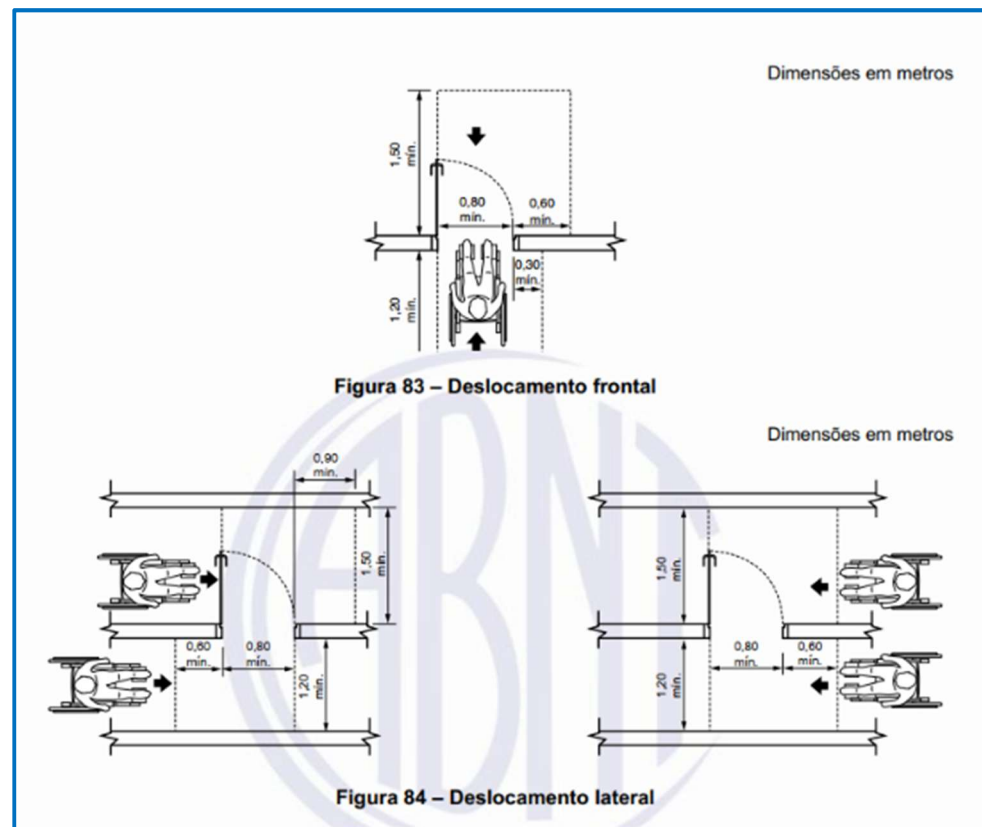 Dimensões em metros
1,50
mín.
0,80
mín.
0,60
mín.
0,30
mín.
1,20
mín.
Figura 83 – Deslocamento frontal
Dimensões em metros
0,90
mín.
1,50
mín.
0,60
mín.
0,80
mín.
1,20
mín.
1,50
mín.
0,80
mín.
0,60
mín.
1,20
mín.
Figura 84 – Deslocamento lateral
ABNT